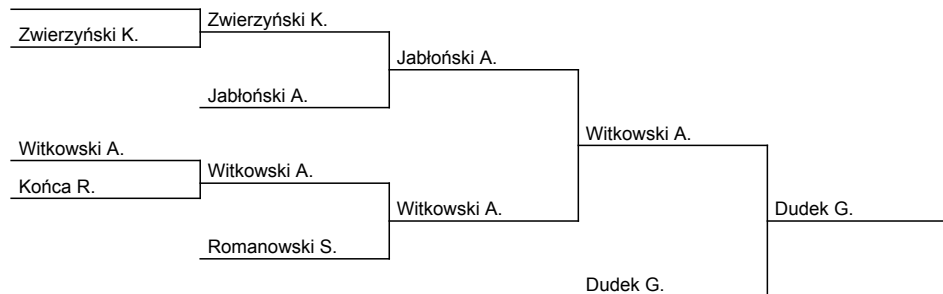 Zwierzyński K.
Zwierzyński K.
Jabłoński A.
Jabłoński A.
Witkowski A.
Witkowski A.
Witkowski A.
Końca R.
Witkowski A.
Dudek G.
Romanowski S.
Dudek G.